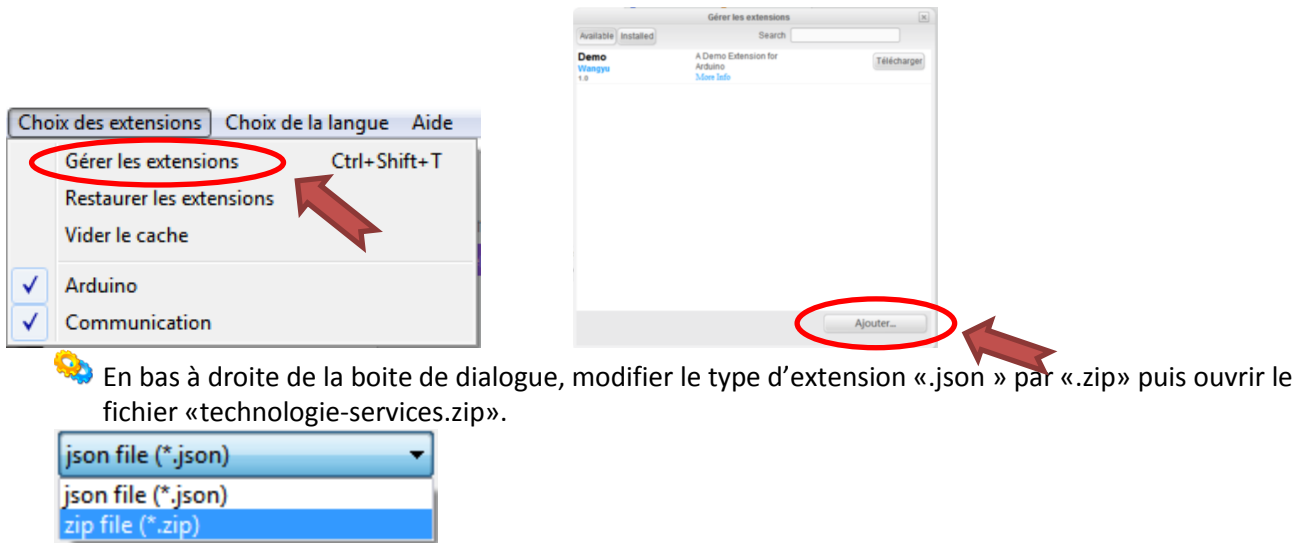 Gérer les extensions
Available Installed Search
Demo
Wangyu
1.0
A Demo Extension for
Arduino
More Info
Télécharger
Choix des extensions Choix de la langue Aide
Gérer les extensions Ctrl+Shift+T
Restaurer les extensions
Vider le cache
Arduino
Communication
Ajouter...
En bas à droite de la boite de dialogue, modifier le type d’extension «.json » par «.zip» puis ouvrir le
fichier «technologie-services.zip».
json file (*.json)
json file (*.json)
zip file (*.zip)